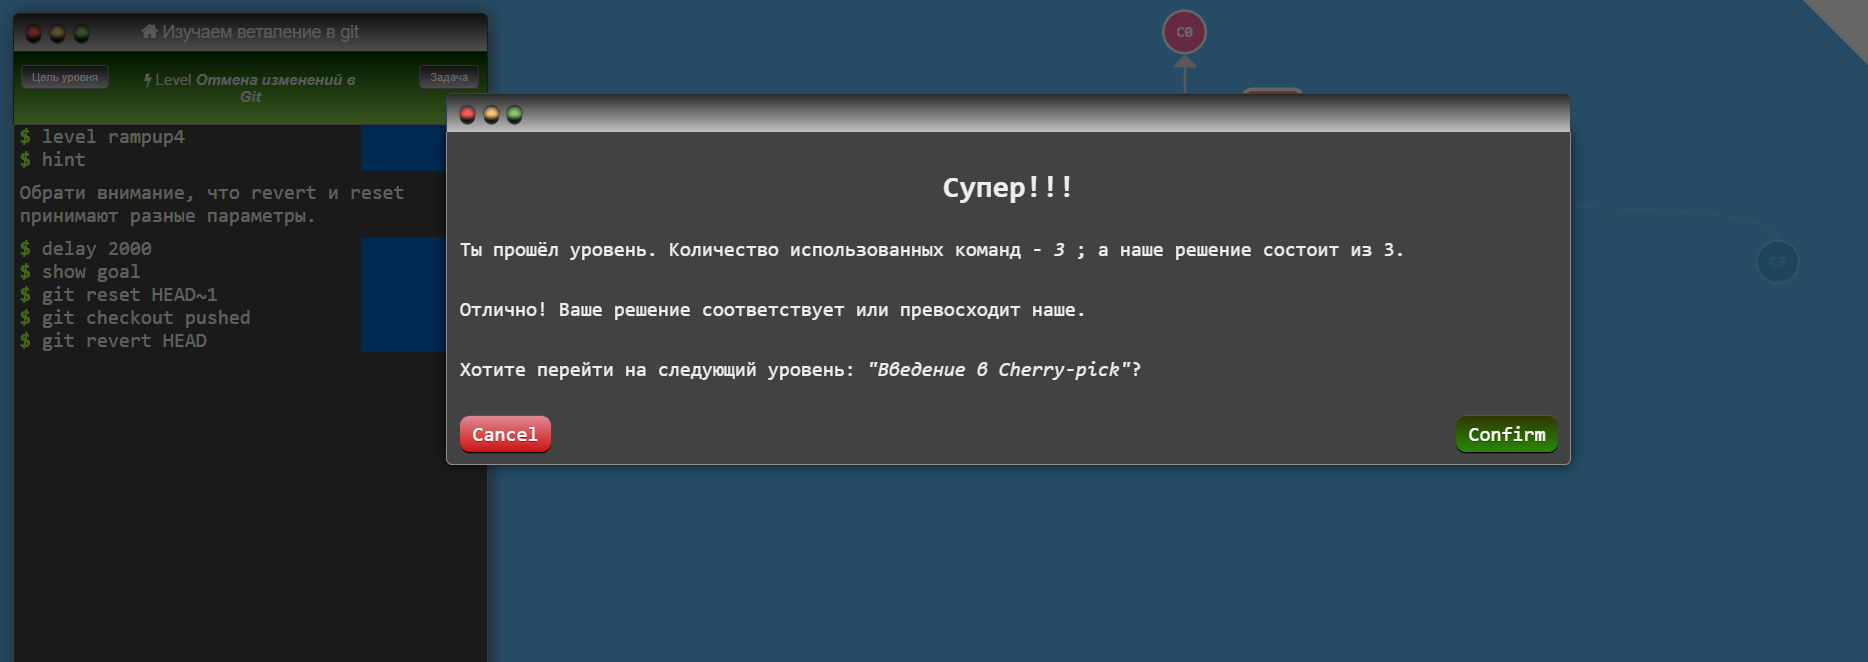 Изучаем ветвление в git
Цель уровня
Level Отмена изменений в
Git
Задача
$ level rampup4
$ hint
Обрати внимание, что revert и reset
принимают разные параметры.
$ delay 2000
$ show goal
$ git reset HEAD~1
$ git checkout pushed
$ git revert HEAD
C0
Супер!!!
Ты прошёл уровень. Количество использованных команд - 3 ; а наше решение состоит из 3.
Отлично! Ваше решение соответствует или превосходит наше.
Хотите перейти на следующий уровень: "Введение в Cherry-pick"?
Cancel
Confirm
C3